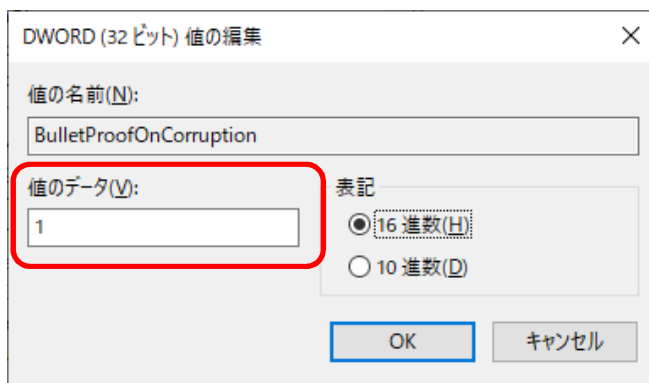 DWORD (32 ビット) 値の編集
値の名前(N):
BulletProofOnCorruption
値のデータ(V):
1
表記
16 進数(H)
10 進数(D)
OK
キャンセル